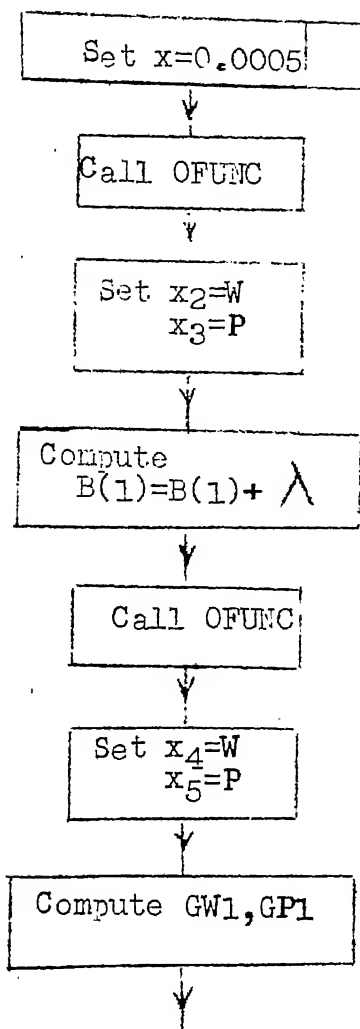 Set x=0.0005
Call OFUNC
Set x2=W
x3=P
Compute
B(1)=B(1)+ λ
Call OFUNC
Set x4=W
x5=P
Compute GW1,GP1